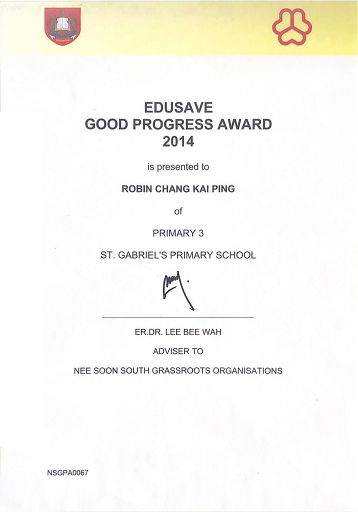 EDUSAVE
GOOD PROGRESS AWARD
2014
is presented to
ROBIN CHANG KAI PING
of
PRIMARY 3
ST. GABRIEL'S PRIMARY SCHOOL
ER.DR. LEE BEE WAH
ADVISER TO
NEE SOON SOUTH GRASSROOTS ORGANISATIONS
NSGPA0067